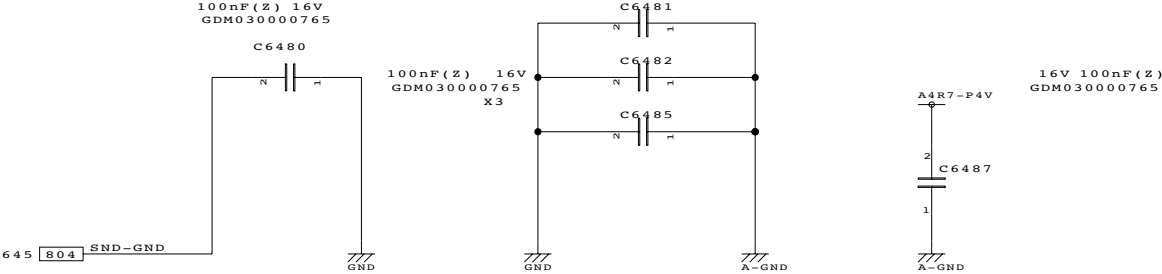 100nF(Z) 16V
GDM030000765
C6480
2 1
645 804 SND-GND
GND
100nF(Z) 16V
GDM030000765
X3
C6481
2 1
C6482
2 1
C6485
2 1
GND
A-GND
16V 100nF(Z)
GDM030000765
A4R7-P4V
2
C6487
1
A-GND